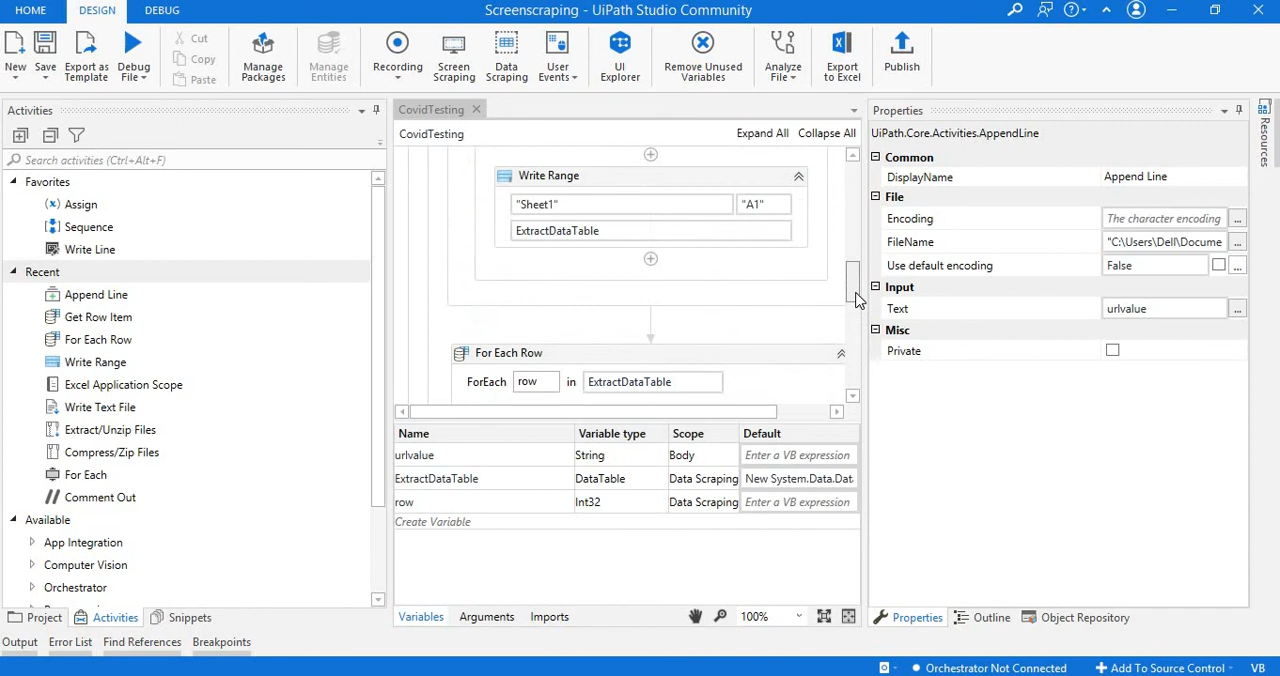 HOME DESIGN DEBUG Screenscraping - UiPath Studio Community
New Save Export as Template Debug File Cut Copy Paste Manage Packages Manage Entities Recording Screen Scraping Data Scraping User Events UI Explorer Remove Unused Variables Analyze File Export to Excel Publish
Activities
Search activities (Ctrl+Alt+F)
Favorites
Assign
Sequence
Write Line
Recent
Append Line
Get Row Item
For Each Row
Write Range
Excel Application Scope
Write Text File
Extract/Unzip Files
Compress/Zip Files
For Each
Comment Out
Available
App Integration
Computer Vision
Orchestrator
Project Activities Snippets
CovidTesting
CovidTesting Expand All Collapse All
Write Range
"Sheet1" "A1"
ExtractDataTable
For Each Row
ForEach row in ExtractDataTable
Name Variable type Scope Default
urlvalue String Body Enter a VB expression
ExtractDataTable DataTable Data Scraping New System.Data.Dat
row Int32 Data Scraping Enter a VB expression
Create Variable
Variables Arguments Imports 100%
Properties
UiPath.Core.Activities.AppendLine
Common
DisplayName Append Line
File
Encoding The character encoding ...
FileName "C:\Users\Dell\Docume ...
Use default encoding False ...
Input
Text urlvalue ...
Misc
Private
Properties Outline Object Repository
Resources
Output Error List Find References Breakpoints
Orchestrator Not Connected Add To Source Control VB